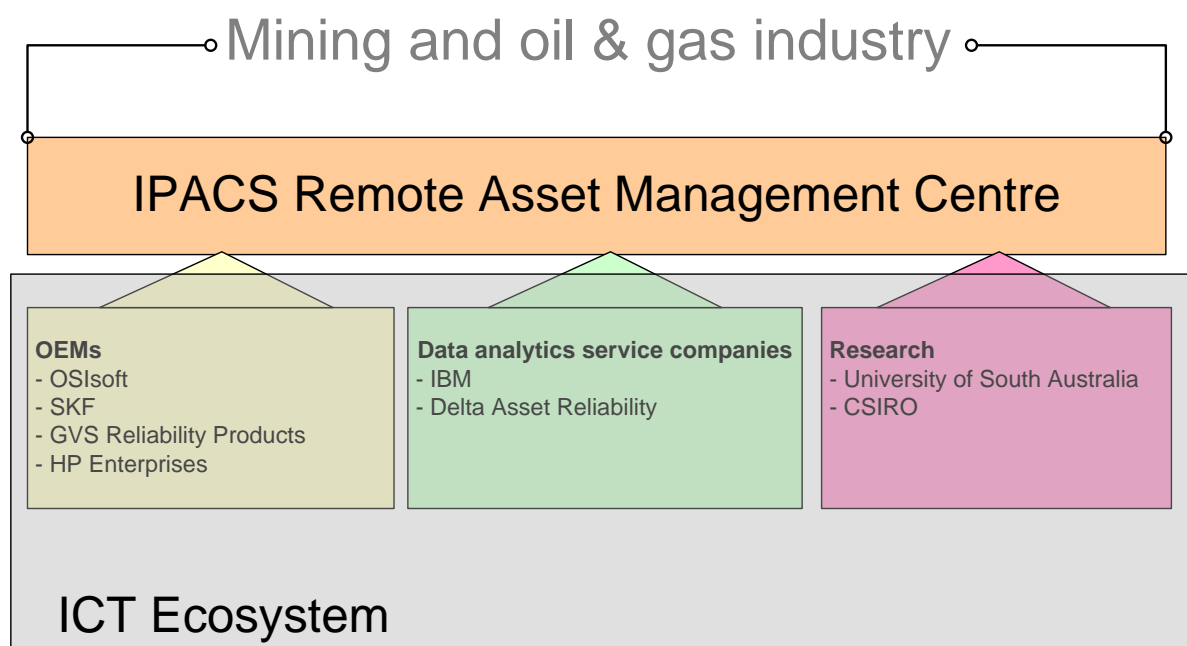 Mining and oil & gas industry
IPACS Remote Asset Management Centre
OEMs
- OSIsoft
- SKF
- GVS Reliability Products
- HP Enterprises
Data analytics service companies
- IBM
- Delta Asset Reliability
Research
- University of South Australia
- CSIRO
ICT Ecosystem